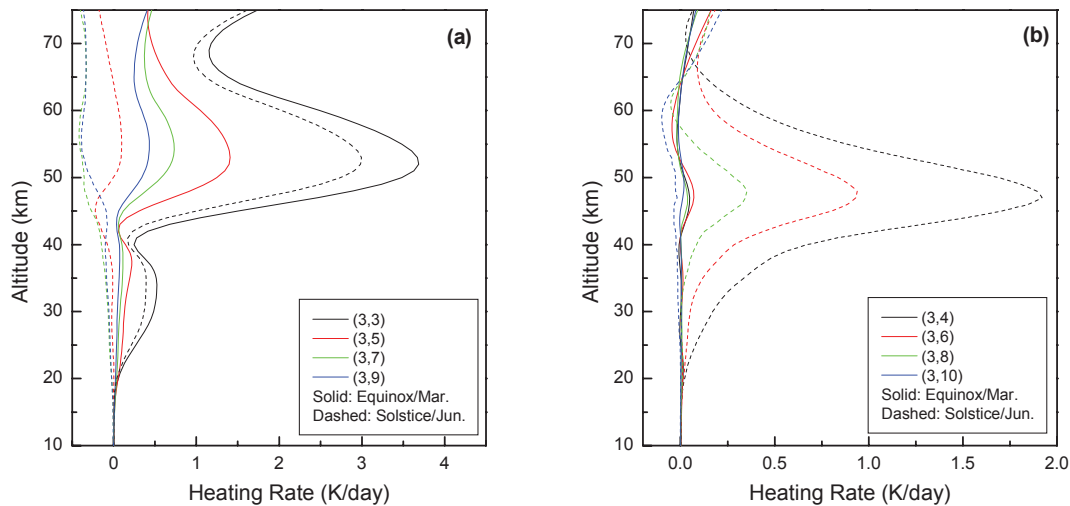 (a)
70
60
50
40
30
20
10
Altitude (km)
(3,3)
(3,5)
(3,7)
(3,9)
Solid: Equinox/Mar.
Dashed: Solstice/Jun.
0 1 2 3 4
Heating Rate (K/day)
(b)
70
60
50
40
30
20
10
Altitude (km)
(3,4)
(3,6)
(3,8)
(3,10)
Solid: Equinox/Mar.
Dashed: Solstice/Jun.
0.0 0.5 1.0 1.5 2.0
Heating Rate (K/day)